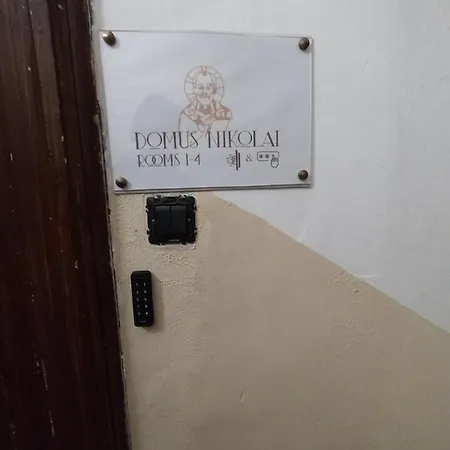 DOMUS NIKOLAI
ROOMS 1-4 &